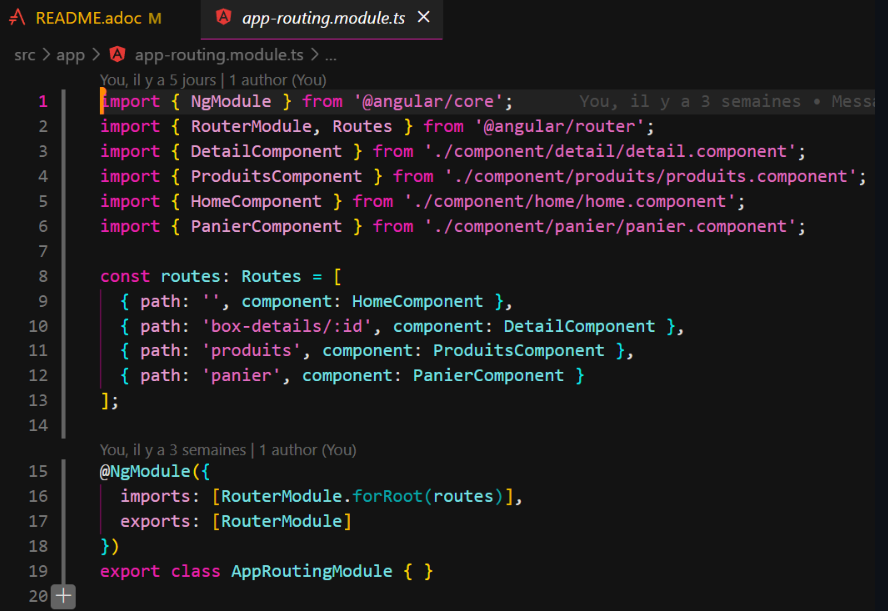 README.adoc M
app-routing.module.ts
src > app > app-routing.module.ts > ...
You, il y a 5 jours | 1 author (You)
1 import { NgModule } from '@angular/core'; You, il y a 3 semaines •
2 import { RouterModule, Routes } from '@angular/router';
3 import { DetailComponent } from './component/detail/detail.component';
4 import { ProduitsComponent } from './component/produits/produits.component';
5 import { HomeComponent } from './component/home/home.component';
6 import { PanierComponent } from './component/panier/panier.component';
7
8 const routes: Routes = [
9 { path: '', component: HomeComponent },
10 { path: 'box-details/:id', component: DetailComponent },
11 { path: 'produits', component: ProduitsComponent },
12 { path: 'panier', component: PanierComponent }
13 ];
14
You, il y a 3 semaines | 1 author (You)
15 @NgModule({
16 imports: [RouterModule.forRoot(routes)],
17 exports: [RouterModule]
18 })
19 export class AppRoutingModule { }
20